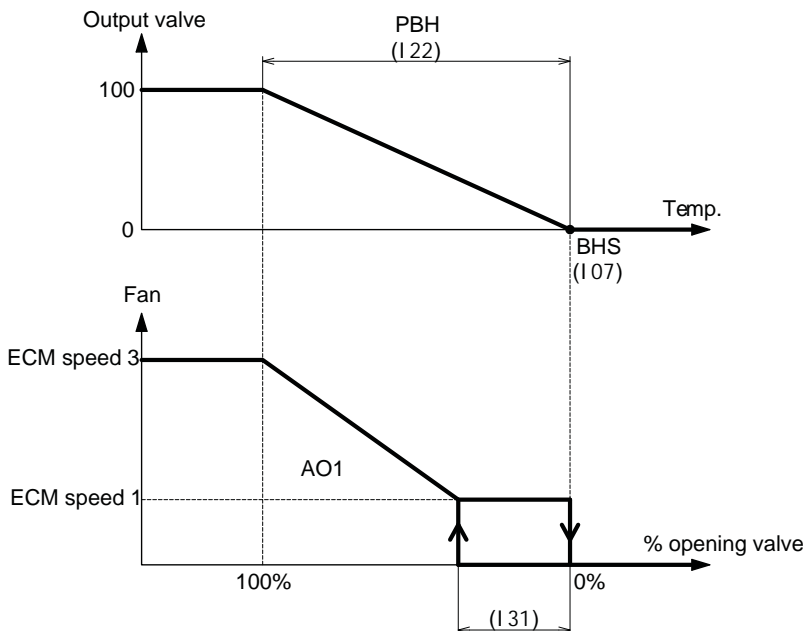 Output valve
PBH
(I 22)
100
0
Temp.
BHS
(I 07)
Fan
ECM speed 3
AO1
ECM speed 1
% opening valve
100%
0%
(I 31)